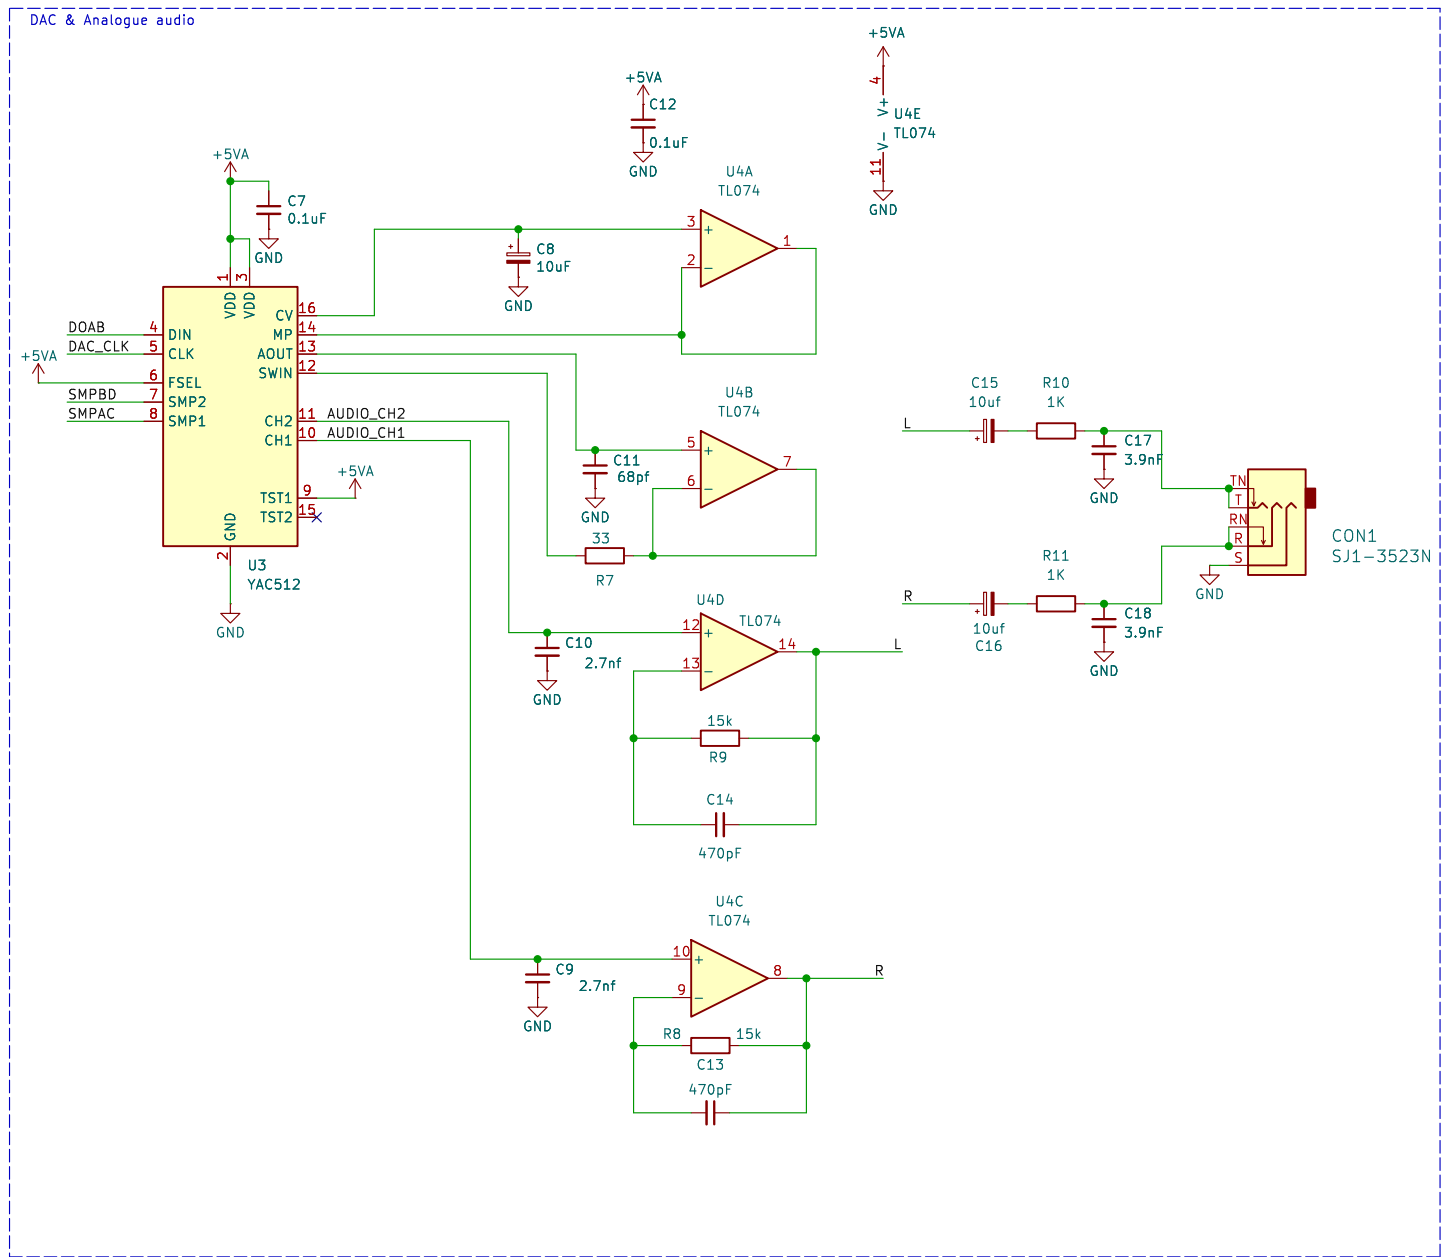 DAC & Analogue audio
+5VA
4
V+
U4E
TL074
V-
11
GND
+5VA
C12
0.1uF
GND
+5VA
C7
0.1uF
GND
U4A
TL074
3
+
2
-
1
C8
+
10uF
GND
1
3
VDD
VDD
CV
16
MP
14
AOUT
13
SWIN
12
CH2
11
AUDIO_CH2
CH1
10
AUDIO_CH1
TST1
9
+5VA
TST2
15
DOAB
4
DIN
DAC_CLK
5
CLK
+5VA
6
FSEL
SMPBD
7
SMP2
SMPAC
8
SMP1
GND
2
U3
YAC512
GND
U4B
TL074
5
+
6
-
7
C11
68pf
GND
33
R7
U4D
TL074
12
+
13
-
14
L
C10
2.7nf
GND
15k
R9
C14
470pF
U4C
TL074
10
+
9
-
8
R
C9
2.7nf
GND
R8
15k
C13
470pF
L
C15
10uf
+
R10
1K
C17
3.9nF
GND
TN
T
RN
R
S
GND
CON1
SJ1-3523N
R
+
10uf
C16
R11
1K
C18
3.9nF
GND